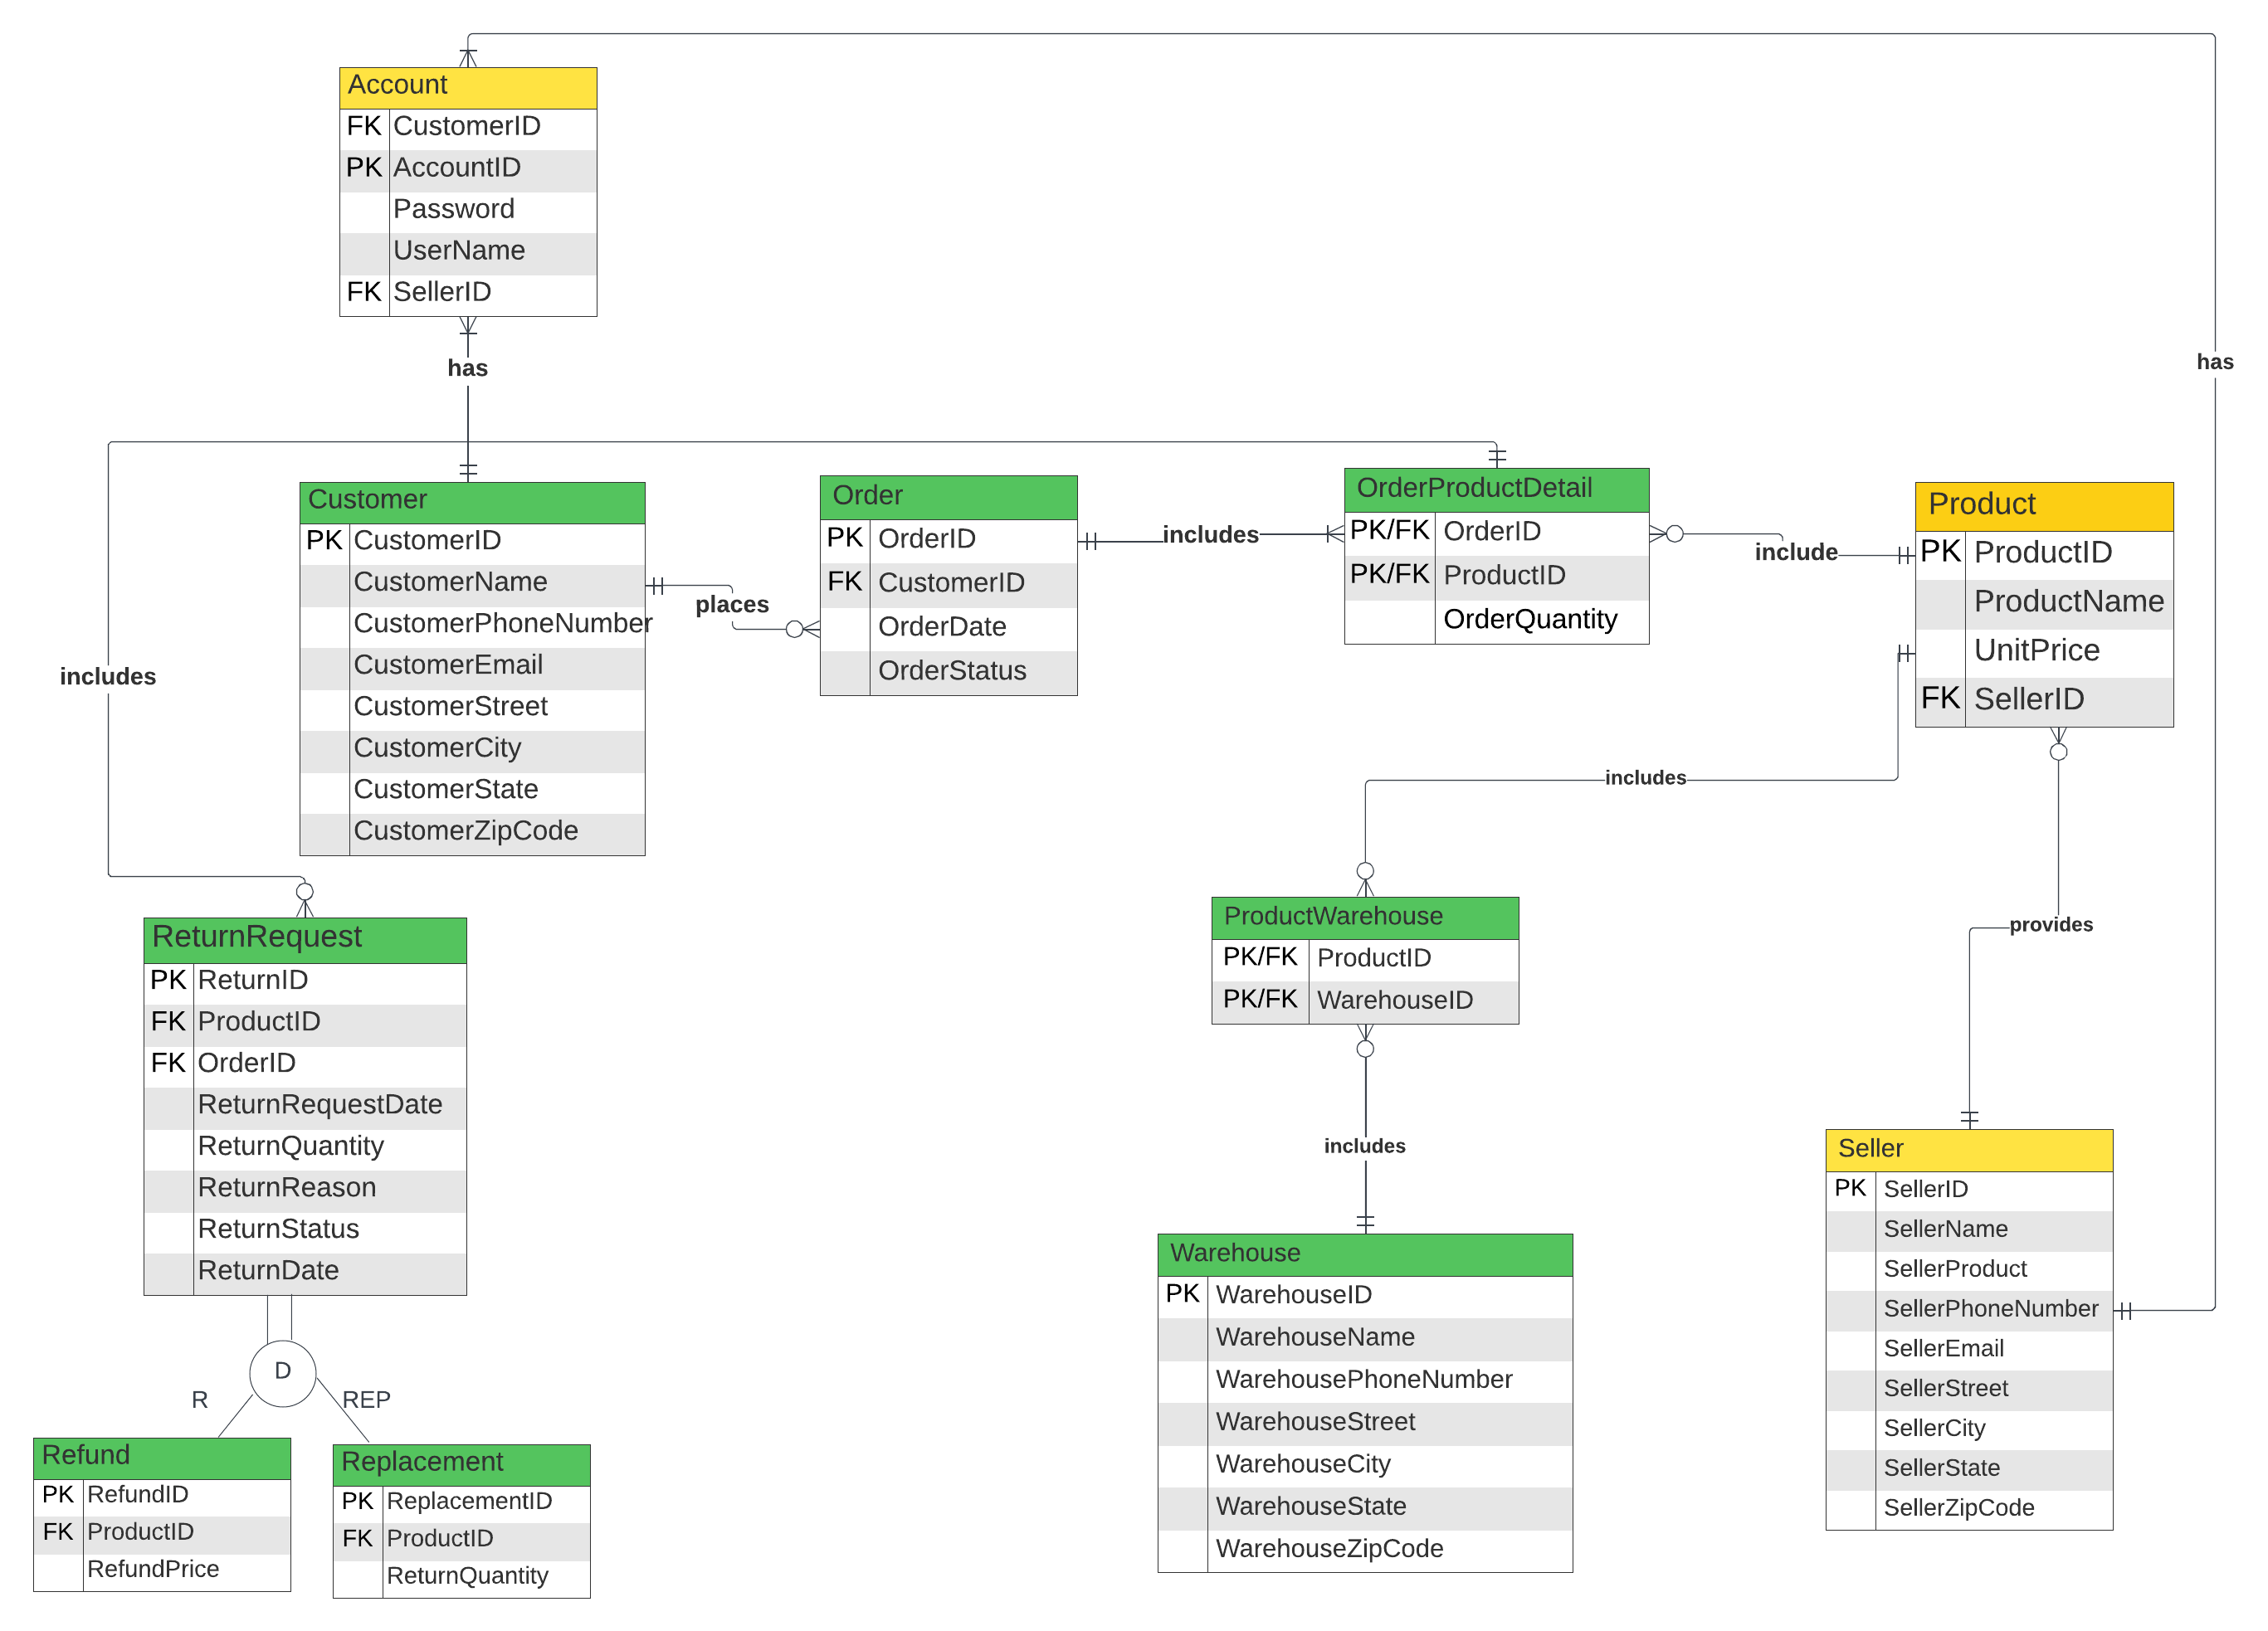 Account
FK CustomerID
PK AccountID
Password
UserName
FK SellerID
has
has
Customer
PK CustomerID
CustomerName
CustomerPhoneNumber
CustomerEmail
CustomerStreet
CustomerCity
CustomerState
CustomerZipCode
places
Order
PK OrderID
FK CustomerID
OrderDate
OrderStatus
includes
OrderProductDetail
PK/FK OrderID
PK/FK ProductID
OrderQuantity
include
Product
PK ProductID
ProductName
UnitPrice
FK SellerID
includes
includes
provides
ReturnRequest
PK ReturnID
FK ProductID
FK OrderID
ReturnRequestDate
ReturnQuantity
ReturnReason
ReturnStatus
ReturnDate
ProductWarehouse
PK/FK ProductID
PK/FK WarehouseID
includes
Warehouse
PK WarehouseID
WarehouseName
WarehousePhoneNumber
WarehouseStreet
WarehouseCity
WarehouseState
WarehouseZipCode
Seller
PK SellerID
SellerName
SellerProduct
SellerPhoneNumber
SellerEmail
SellerStreet
SellerCity
SellerState
SellerZipCode
D
R
REP
Refund
PK RefundID
FK ProductID
RefundPrice
Replacement
PK ReplacementID
FK ProductID
ReturnQuantity